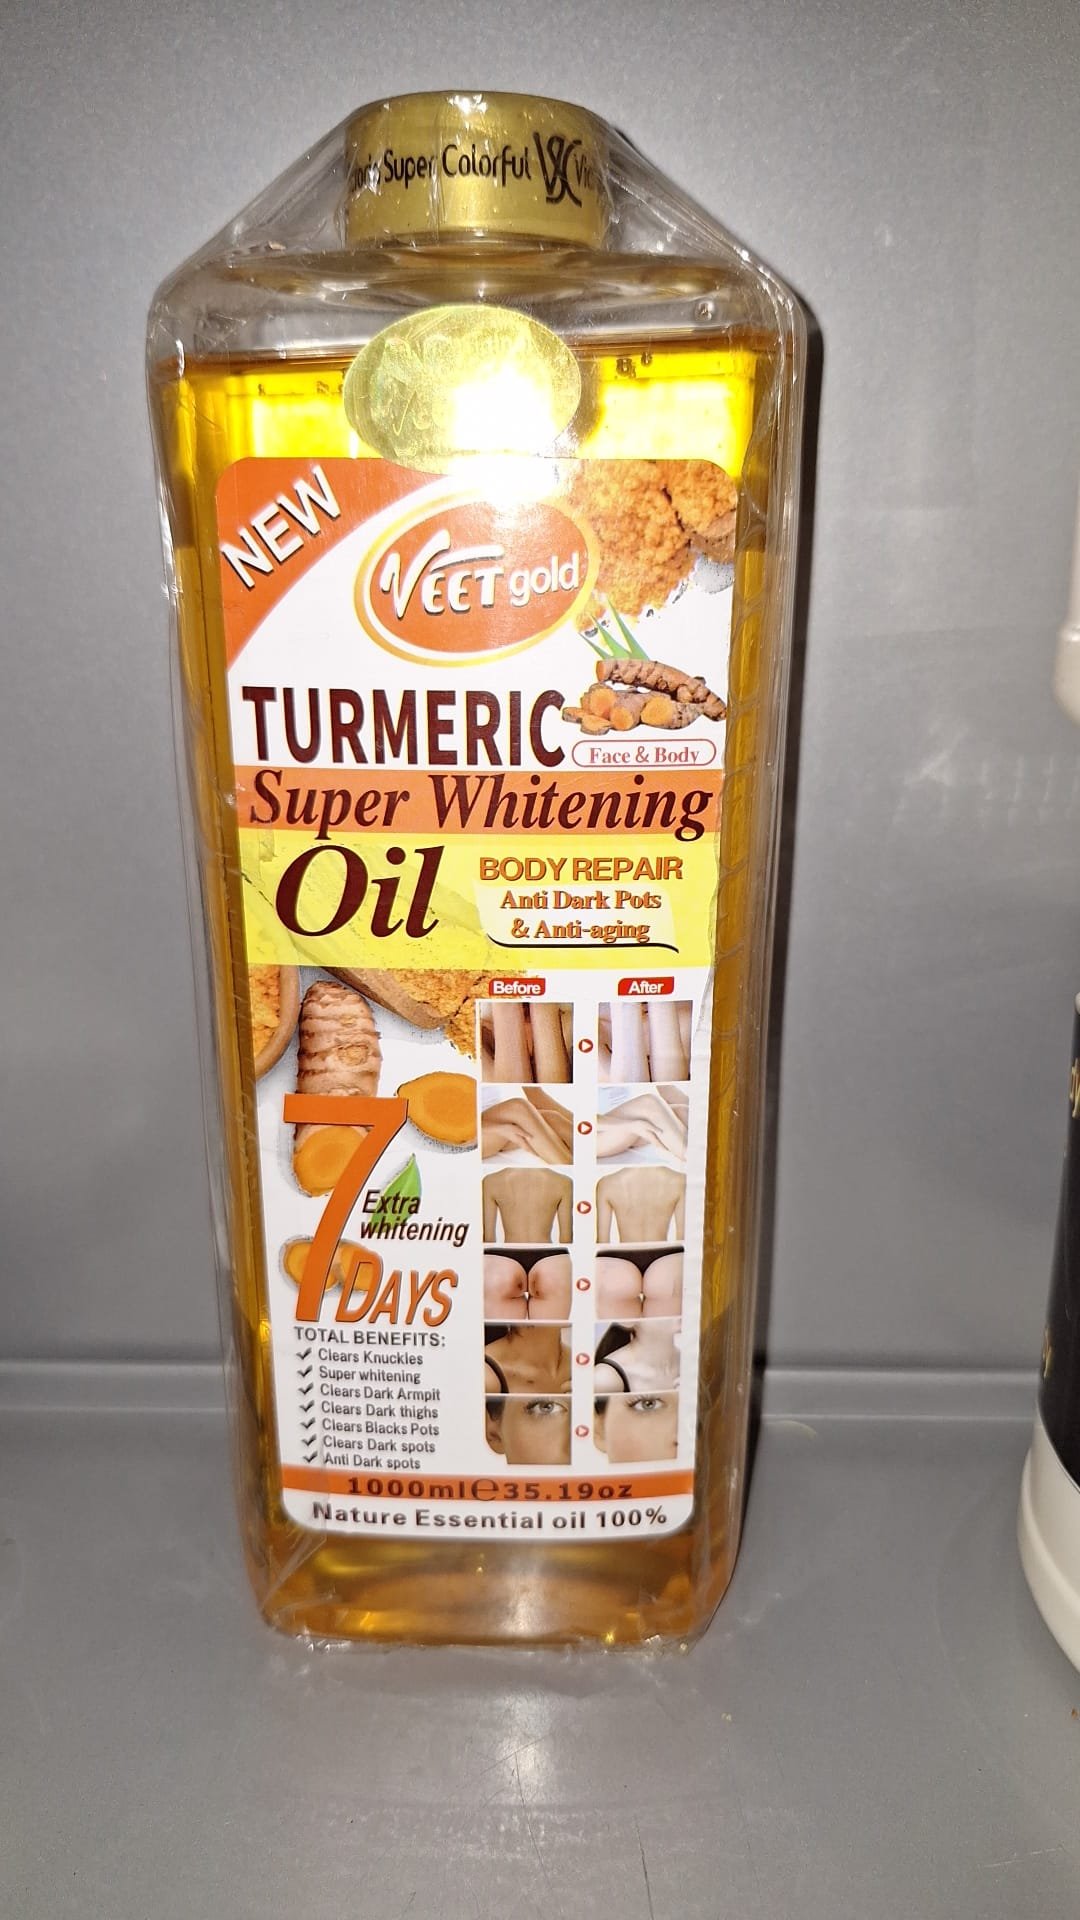 Super Colorful VSC Vic
NEW
VEET gold
TURMERIC
Face & Body
Super Whitening
Oil
BODY REPAIR
Anti Dark Pots
& Anti-aging
Before
After
7
Extra
whitening
DAYS
TOTAL BENEFITS:
Clears Knuckles
Super whitening
Clears Dark Armpit
Clears Dark thighs
Clears Blacks Pots
Clears Dark spots
Anti Dark spots
1000ml℮35.19oz
Nature Essential oil 100%